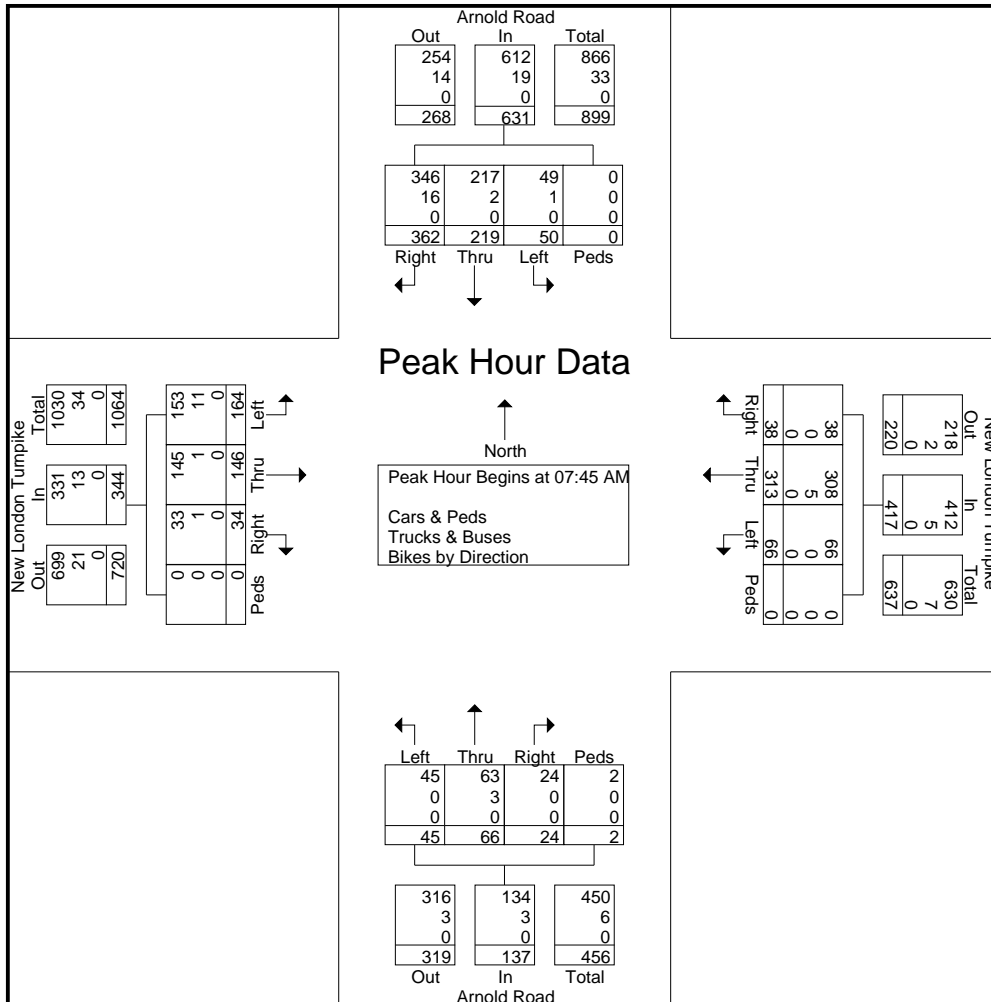 Arnold Road
Out In Total
254 612 866
14 19 33
0 0 0
268 631 899
346 217 49 0
16 2 1 0
0 0 0 0
362 219 50 0
Right Thru Left Peds
Peak Hour Data
North
Peak Hour Begins at 07:45 AM
Cars & Peds
Trucks & Buses
Bikes by Direction
New London Turnpike
Out In Total
699 331 1030
21 13 34
0 0 0
720 344 1064
Peds Right Thru Left
0 33 145 153
0 1 1 11
0 0 0 0
0 34 146 164
New London Turnpike
Out In Total
218 412 630
2 5 7
0 0 0
220 417 637
38 308 66 0
0 5 0 0
0 0 0 0
38 313 66 0
Right Thru Left Peds
Left Thru Right Peds
45 63 24 2
0 3 0 0
0 0 0 0
45 66 24 2
316 134 450
3 3 6
0 0 0
319 137 456
Out In Total
Arnold Road